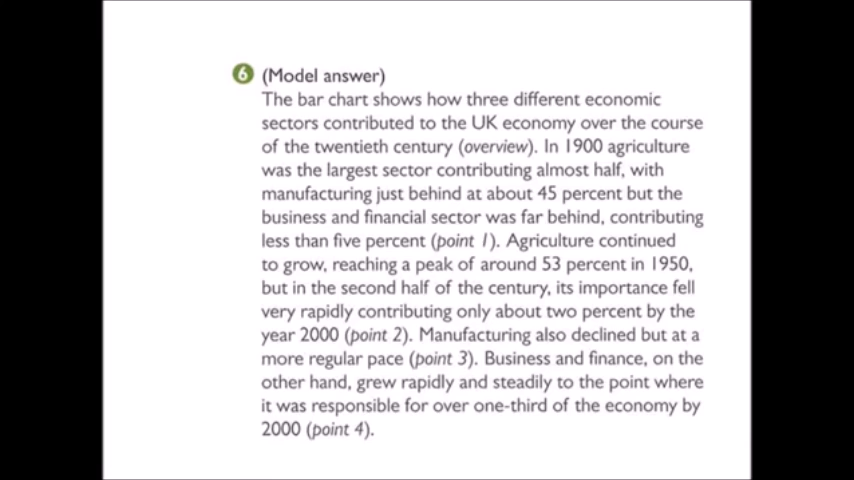 6 (Model answer)
The bar chart shows how three different economic
sectors contributed to the UK economy over the course
of the twentieth century (overview). In 1900 agriculture
was the largest sector contributing almost half, with
manufacturing just behind at about 45 percent but the
business and financial sector was far behind, contributing
less than five percent (point 1). Agriculture continued
to grow, reaching a peak of around 53 percent in 1950,
but in the second half of the century, its importance fell
very rapidly contributing only about two percent by the
year 2000 (point 2). Manufacturing also declined but at a
more regular pace (point 3). Business and finance, on the
other hand, grew rapidly and steadily to the point where
it was responsible for over one-third of the economy by
2000 (point 4).